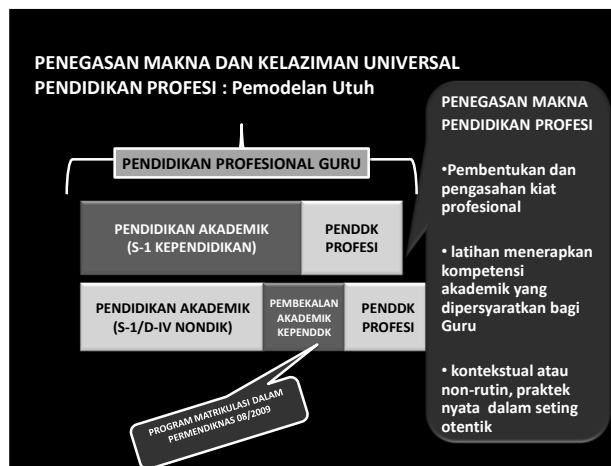 PENEGASAN MAKNA DAN KELAZIMAN UNIVERSAL
PENDIDIKAN PROFESI : Pemodelan Utuh
PENDIDIKAN PROFESIONAL GURU
PENDIDIKAN AKADEMIK
(S-1 KEPENDIDIKAN)
PENDDK
PROFESI
PENDIDIKAN AKADEMIK
(S-1/D-IV NONDIK)
PEMBEKALAN
AKADEMIK
KEPENDDK
PENDDK
PROFESI
PROGRAM MATRIKULASI DALAM
PERMENDIKNAS 08/2009
PENEGASAN MAKNA
PENDIDIKAN PROFESI
•Pembentukan dan
pengasahan kiat
profesional
• latihan menerapkan
kompetensi
akademik yang
dipersyaratkan bagi
Guru
• kontekstual atau
non-rutin, praktek
nyata dalam seting
otentik